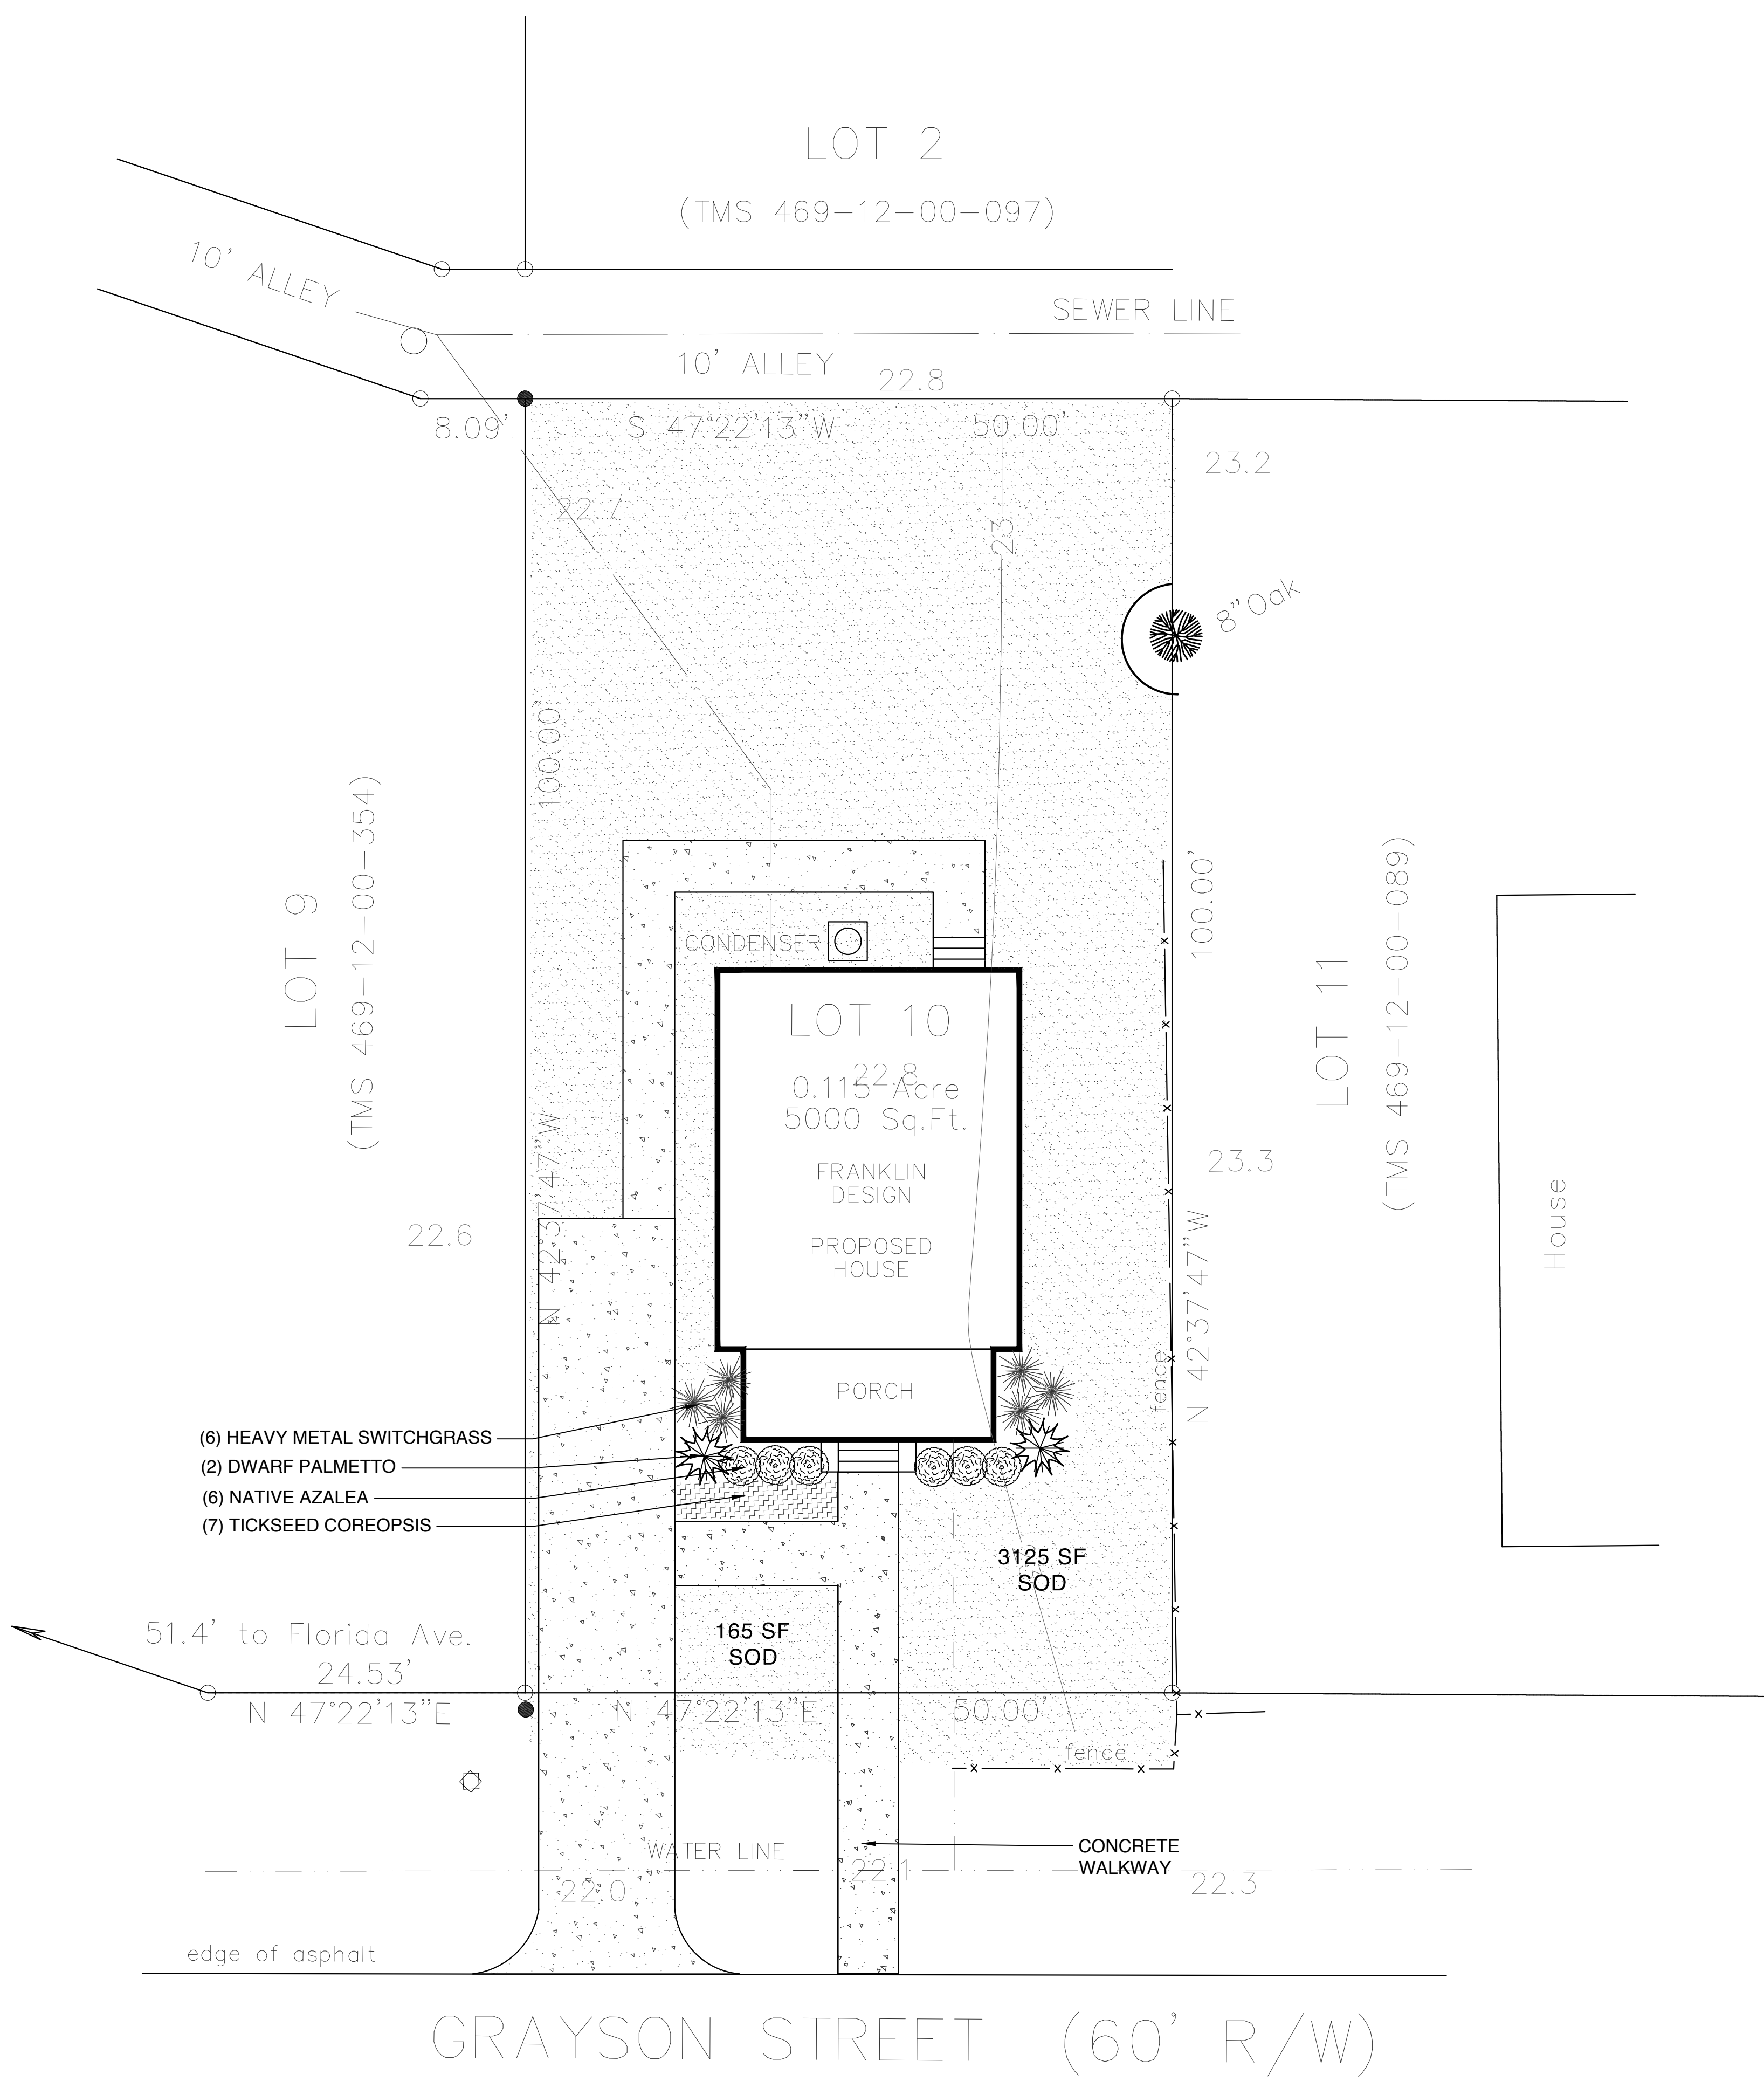 LOT 2
(TMS 469-12-00-097)
10' ALLEY
SEWER LINE
10' ALLEY
22.8
8.09'
S 47°22'13"W
50.00'
23.2
22.7
23
8"Oak
100.00'
LOT 9
(TMS 469-12-00-354)
N 42°37'47"W
22.6
CONDENSER
LOT 10
22.8
0.115 Acre
5000 Sq.Ft.
FRANKLIN
DESIGN
PROPOSED
HOUSE
PORCH
100.00'
LOT 11
(TMS 469-12-00-089)
23.3
N 42°37'47"W
fence
House
(6) HEAVY METAL SWITCHGRASS
(2) DWARF PALMETTO
(6) NATIVE AZALEA
(7) TICKSEED COREOPSIS
3125 SF
SOD
165 SF
SOD
51.4' to Florida Ave.
24.53'
N 47°22'13"E
N 47°22'13"E
50.00'
fence
WATER LINE
CONCRETE
WALKWAY
22.0
22.1
22.3
edge of asphalt
GRAYSON STREET (60' R/W)